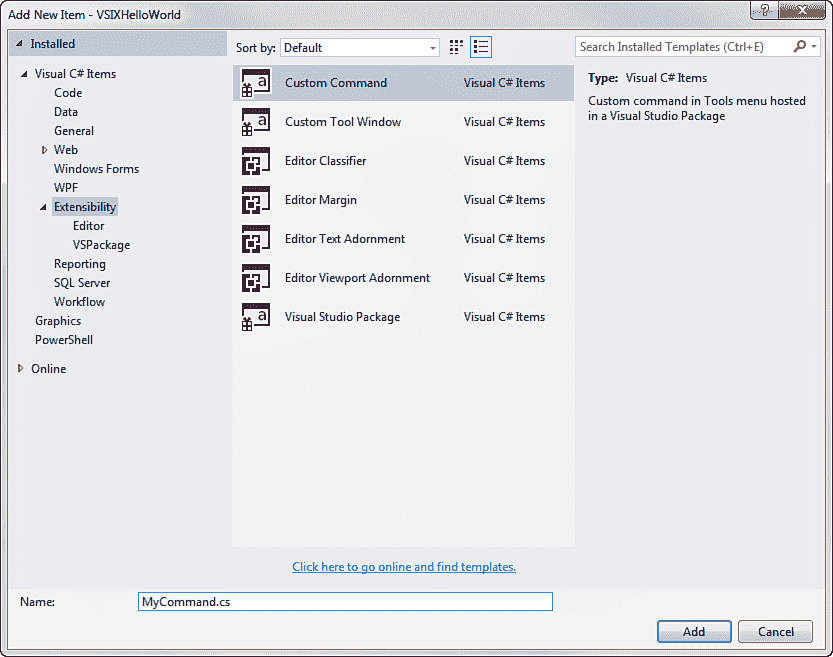 Add New Item - VSIXHelloWorld
Installed
Visual C# Items
Code
Data
General
Web
Windows Forms
WPF
Extensibility
Editor
VSPackage
Reporting
SQL Server
Workflow
Graphics
PowerShell
Online
Sort by: Default
Custom Command Visual C# Items
Custom Tool Window Visual C# Items
Editor Classifier Visual C# Items
Editor Margin Visual C# Items
Editor Text Adornment Visual C# Items
Editor Viewport Adornment Visual C# Items
Visual Studio Package Visual C# Items
Click here to go online and find templates.
Search Installed Templates (Ctrl+E)
Type: Visual C# Items
Custom command in Tools menu hosted
in a Visual Studio Package
Name: MyCommand.cs
Add Cancel